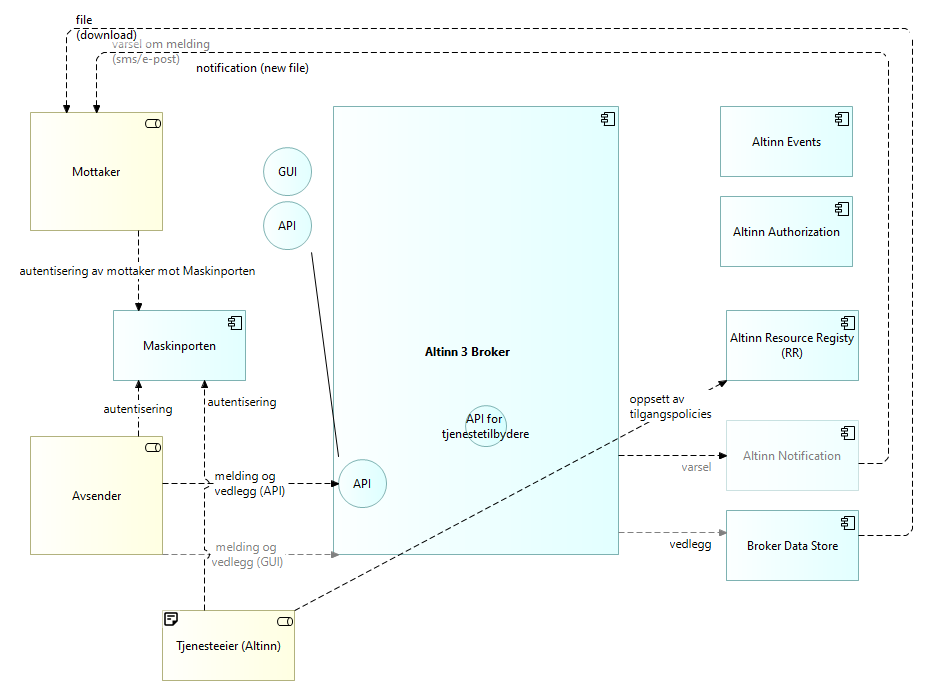 file
(download)
varsel om melding
(sms/e-post)
notification (new file)
Mottaker
GUI
API
Altinn Events
Altinn Authorization
autentisering av mottaker mot Maskinporten
Maskinporten
Altinn 3 Broker
Altinn Resource Registy
(RR)
autentisering
autentisering
oppsett av
tilgangspolicies
API for
tjenestetilbydere
Avsender
melding og
vedlegg (API)
API
varsel
Altinn Notification
melding og
vedlegg (GUI)
vedlegg
Broker Data Store
Tjenesteeier (Altinn)